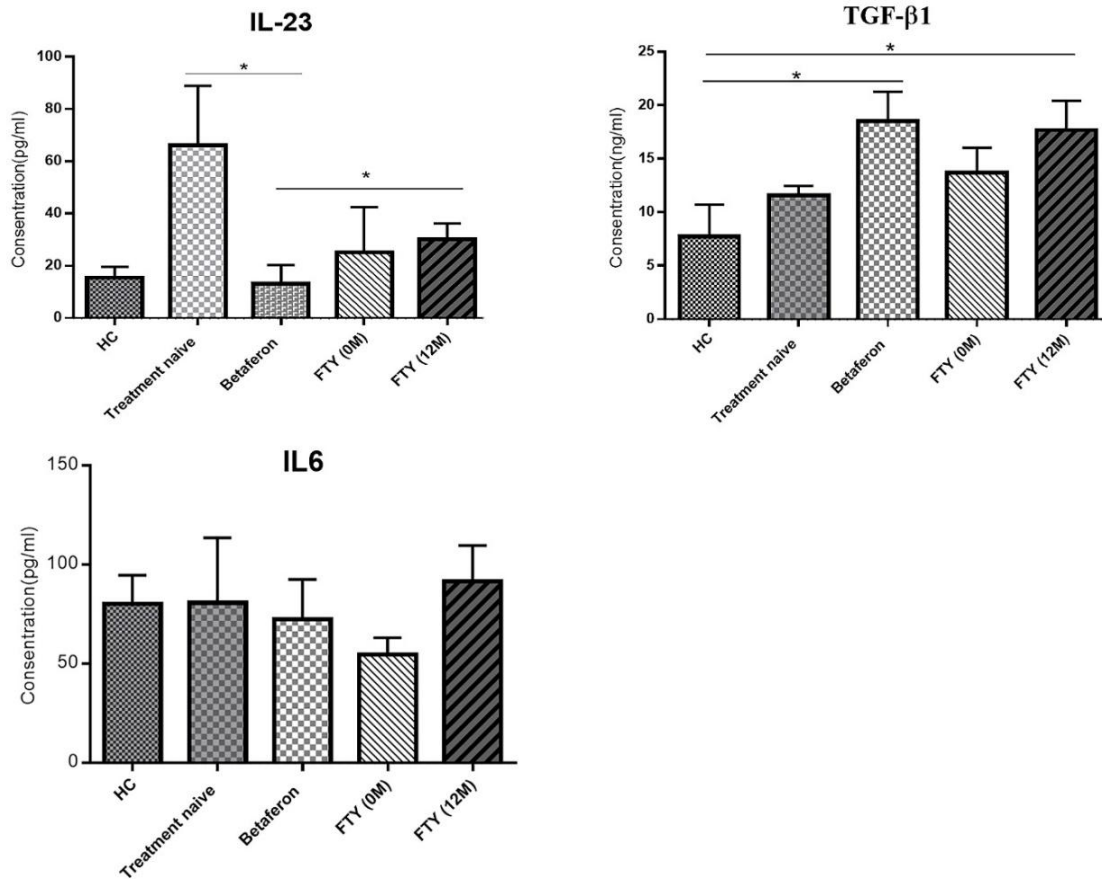 IL-23
Consentration(pg/ml)
100
80
60
40
20
0
*
*
HC
Treatment naive
Betaferon
FTY (0M)
FTY (12M)
TGF-β1
Consentration(ng/ml)
25
20
15
10
5
0
*
*
HC
Treatment naive
Betaferon
FTY (0M)
FTY (12M)
IL6
Consentration(pg/ml)
150
100
50
0
HC
Treatment naive
Betaferon
FTY (0M)
FTY (12M)